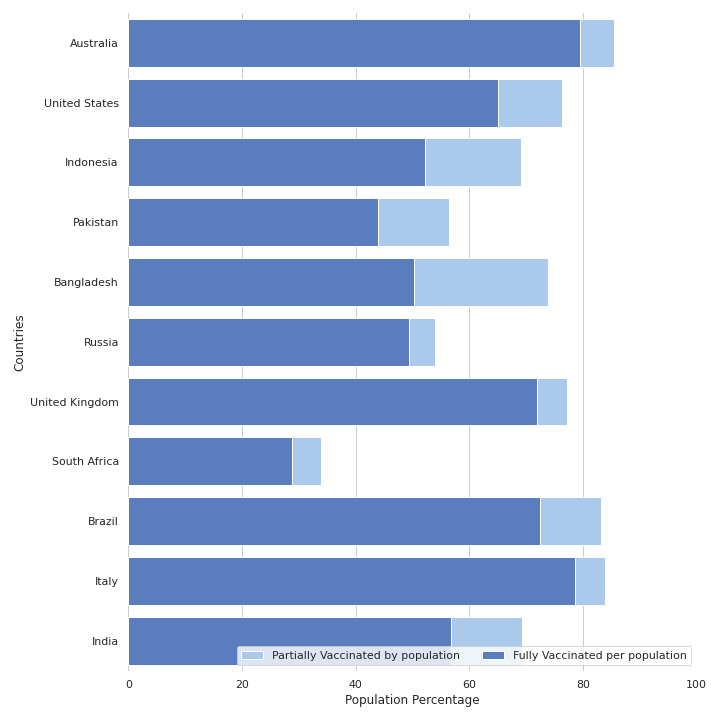 Australia
United States
Indonesia
Pakistan
Bangladesh
Russia
United Kingdom
South Africa
Brazil
Italy
India
Countries
Partially Vaccinated by population
Fully Vaccinated per population
0 20 40 60 80 100
Population Percentage